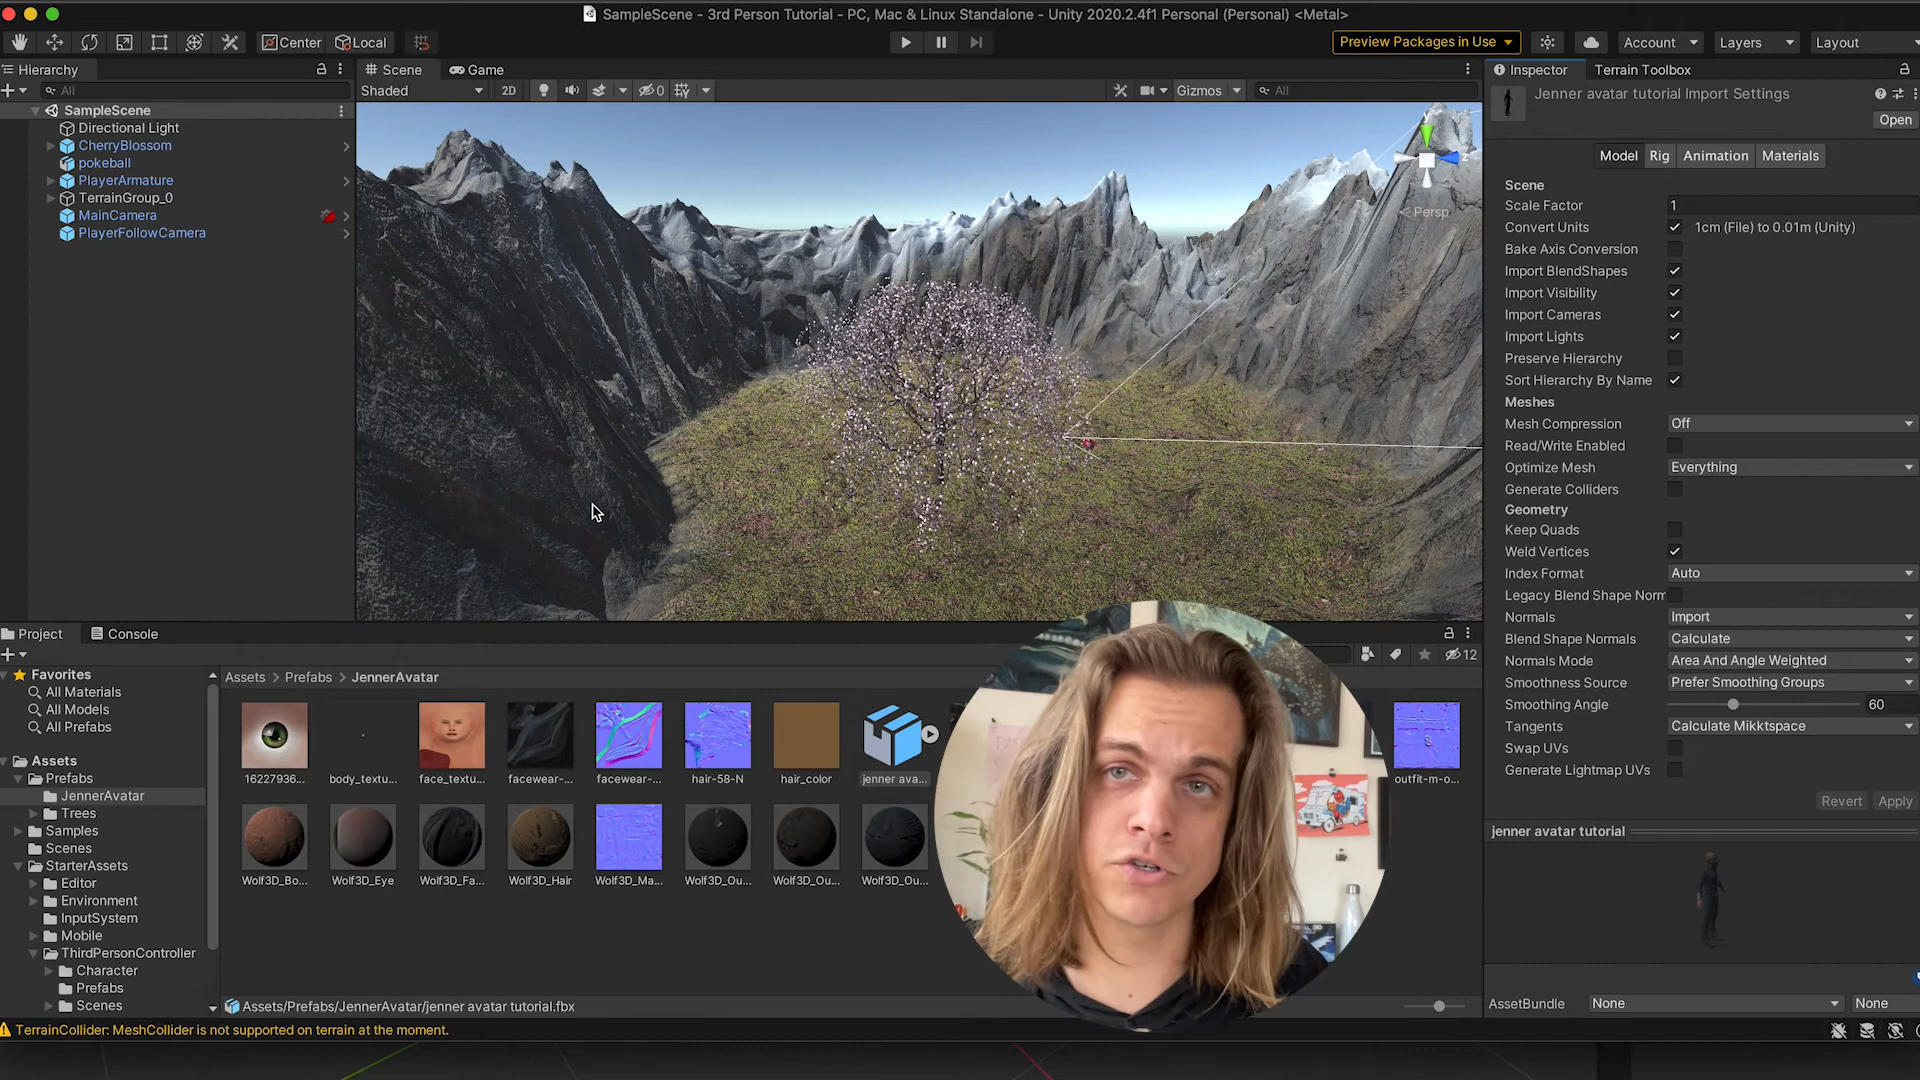 SampleScene - 3rd Person Tutorial - PC, Mac & Linux Standalone - Unity 2020.2.4f1 Personal (Personal) <Metal>
Center
Local
Preview Packages in Use
Account
Layers
Layout
Hierarchy
All
SampleScene
Directional Light
CherryBlossom
pokeball
PlayerArmature
TerrainGroup_0
MainCamera
PlayerFollowCamera
Scene
Game
Shaded
2D
0
Gizmos
All
y
z
Persp
Inspector
Terrain Toolbox
Jenner avatar tutorial Import Settings
Open
Model
Rig
Animation
Materials
Scene
Scale Factor
1
Convert Units
1cm (File) to 0.01m (Unity)
Bake Axis Conversion
Import BlendShapes
Import Visibility
Import Cameras
Import Lights
Preserve Hierarchy
Sort Hierarchy By Name
Meshes
Mesh Compression
Off
Read/Write Enabled
Optimize Mesh
Everything
Generate Colliders
Geometry
Keep Quads
Weld Vertices
Index Format
Auto
Legacy Blend Shape Norm
Normals
Import
Blend Shape Normals
Calculate
Normals Mode
Area And Angle Weighted
Smoothness Source
Prefer Smoothing Groups
Smoothing Angle
60
Tangents
Calculate Mikktspace
Swap UVs
Generate Lightmap UVs
Revert
Apply
jenner avatar tutorial
AssetBundle
None
None
Project
Console
12
Favorites
All Materials
All Models
All Prefabs
Assets
Prefabs
JennerAvatar
Trees
Samples
Scenes
StarterAssets
Editor
Environment
InputSystem
Mobile
ThirdPersonController
Character
Prefabs
Scenes
Assets
Prefabs
JennerAvatar
16227936...
body_textu...
face_textu...
facewear-...
facewear-...
hair-58-N
hair_color
jenner ava...
outfit-m-o...
Wolf3D_Bo...
Wolf3D_Eye
Wolf3D_Fa...
Wolf3D_Hair
Wolf3D_Ma...
Wolf3D_Ou...
Wolf3D_Ou...
Wolf3D_Ou...
Assets/Prefabs/JennerAvatar/jenner avatar tutorial.fbx
TerrainCollider: MeshCollider is not supported on terrain at the moment.